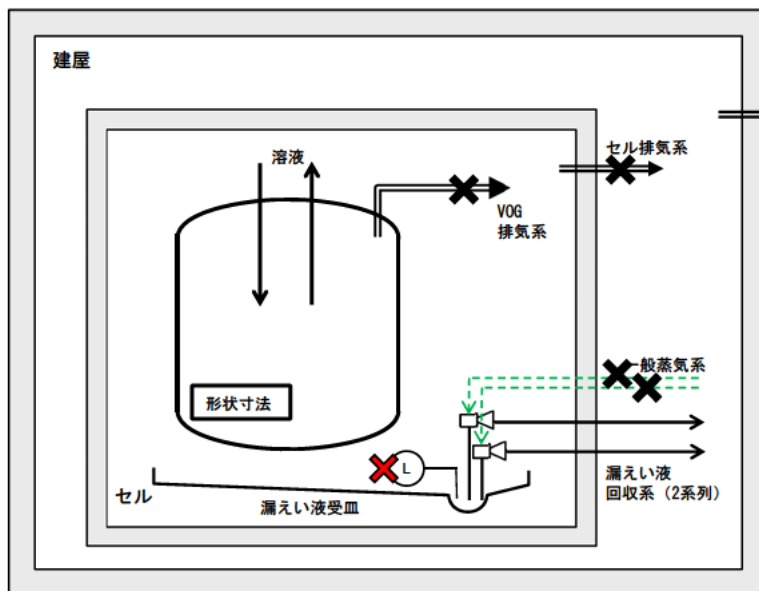 建屋
溶液
セル排気系
VOG
排気系
一般蒸気系
形状寸法
L
セル
漏えい液受皿
漏えい液
回収系（2系列）